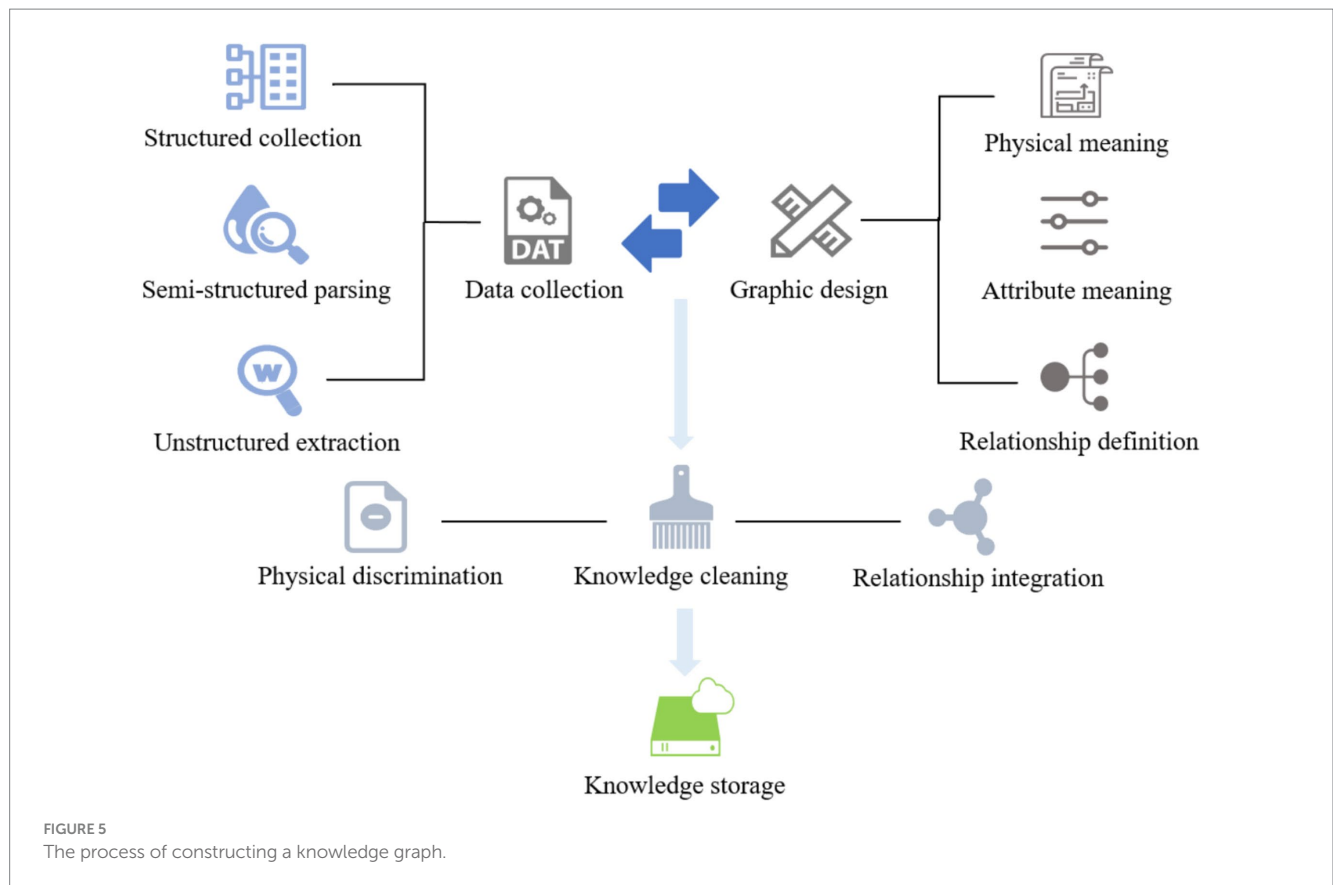 Structured collection
Physical meaning
DAT
Semi-structured parsing
Data collection
Graphic design
Attribute meaning
W
Unstructured extraction
Relationship definition
Physical discrimination
Knowledge cleaning
Relationship integration
Knowledge storage
FIGURE 5
The process of constructing a knowledge graph.